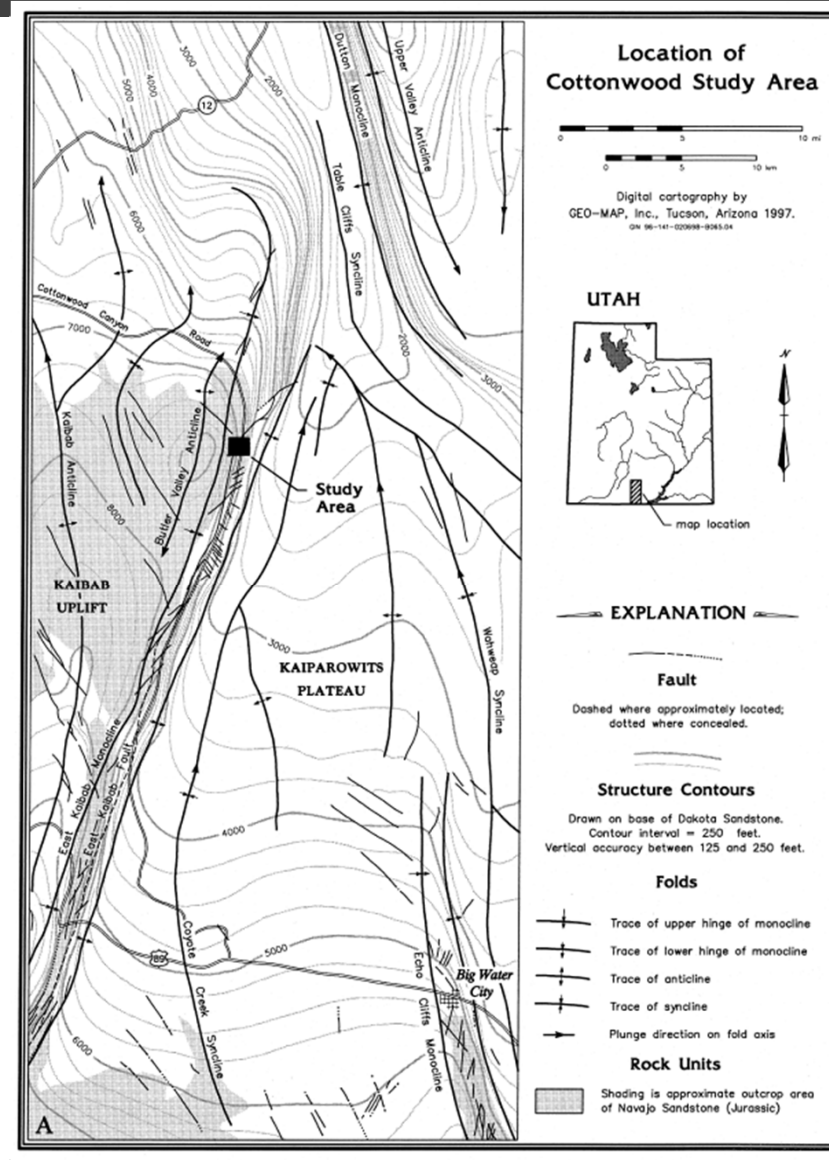 Location of
Cottonwood Study Area
0 5 10 mi
0 5 10 km
Digital cartography by
GEO-MAP, Inc., Tucson, Arizona 1997.
UTAH
N
map location
EXPLANATION
Fault
Dashed where approximately located;
dotted where concealed.
Structure Contours
Drawn on base of Dakota Sandstone.
Contour interval = 250 feet.
Vertical accuracy between 125 and 250 feet.
Folds
Trace of upper hinge of monocline
Trace of lower hinge of monocline
Trace of anticline
Trace of syncline
Plunge direction on fold axis
Rock Units
Shading is approximate outcrop area
of Navajo Sandstone (Jurassic)
3000
4000
5000
2000
12
Dutton Monocline
Upper Valley Anticline
Table Cliffs Syncline
6000
Cottonwood Canyon Road
7000
2000
3000
Kaibab Anticline
Butler Valley Anticline
8000
Study
Area
KAIBAB
UPLIFT
3000
KAIPAROWITS
PLATEAU
Wahweap Syncline
East Kaibab Monocline
East Kaibab Fault
4000
Coyote Creek Syncline
89
5000
Echo Cliffs Monocline
Big Water
City
6000
A